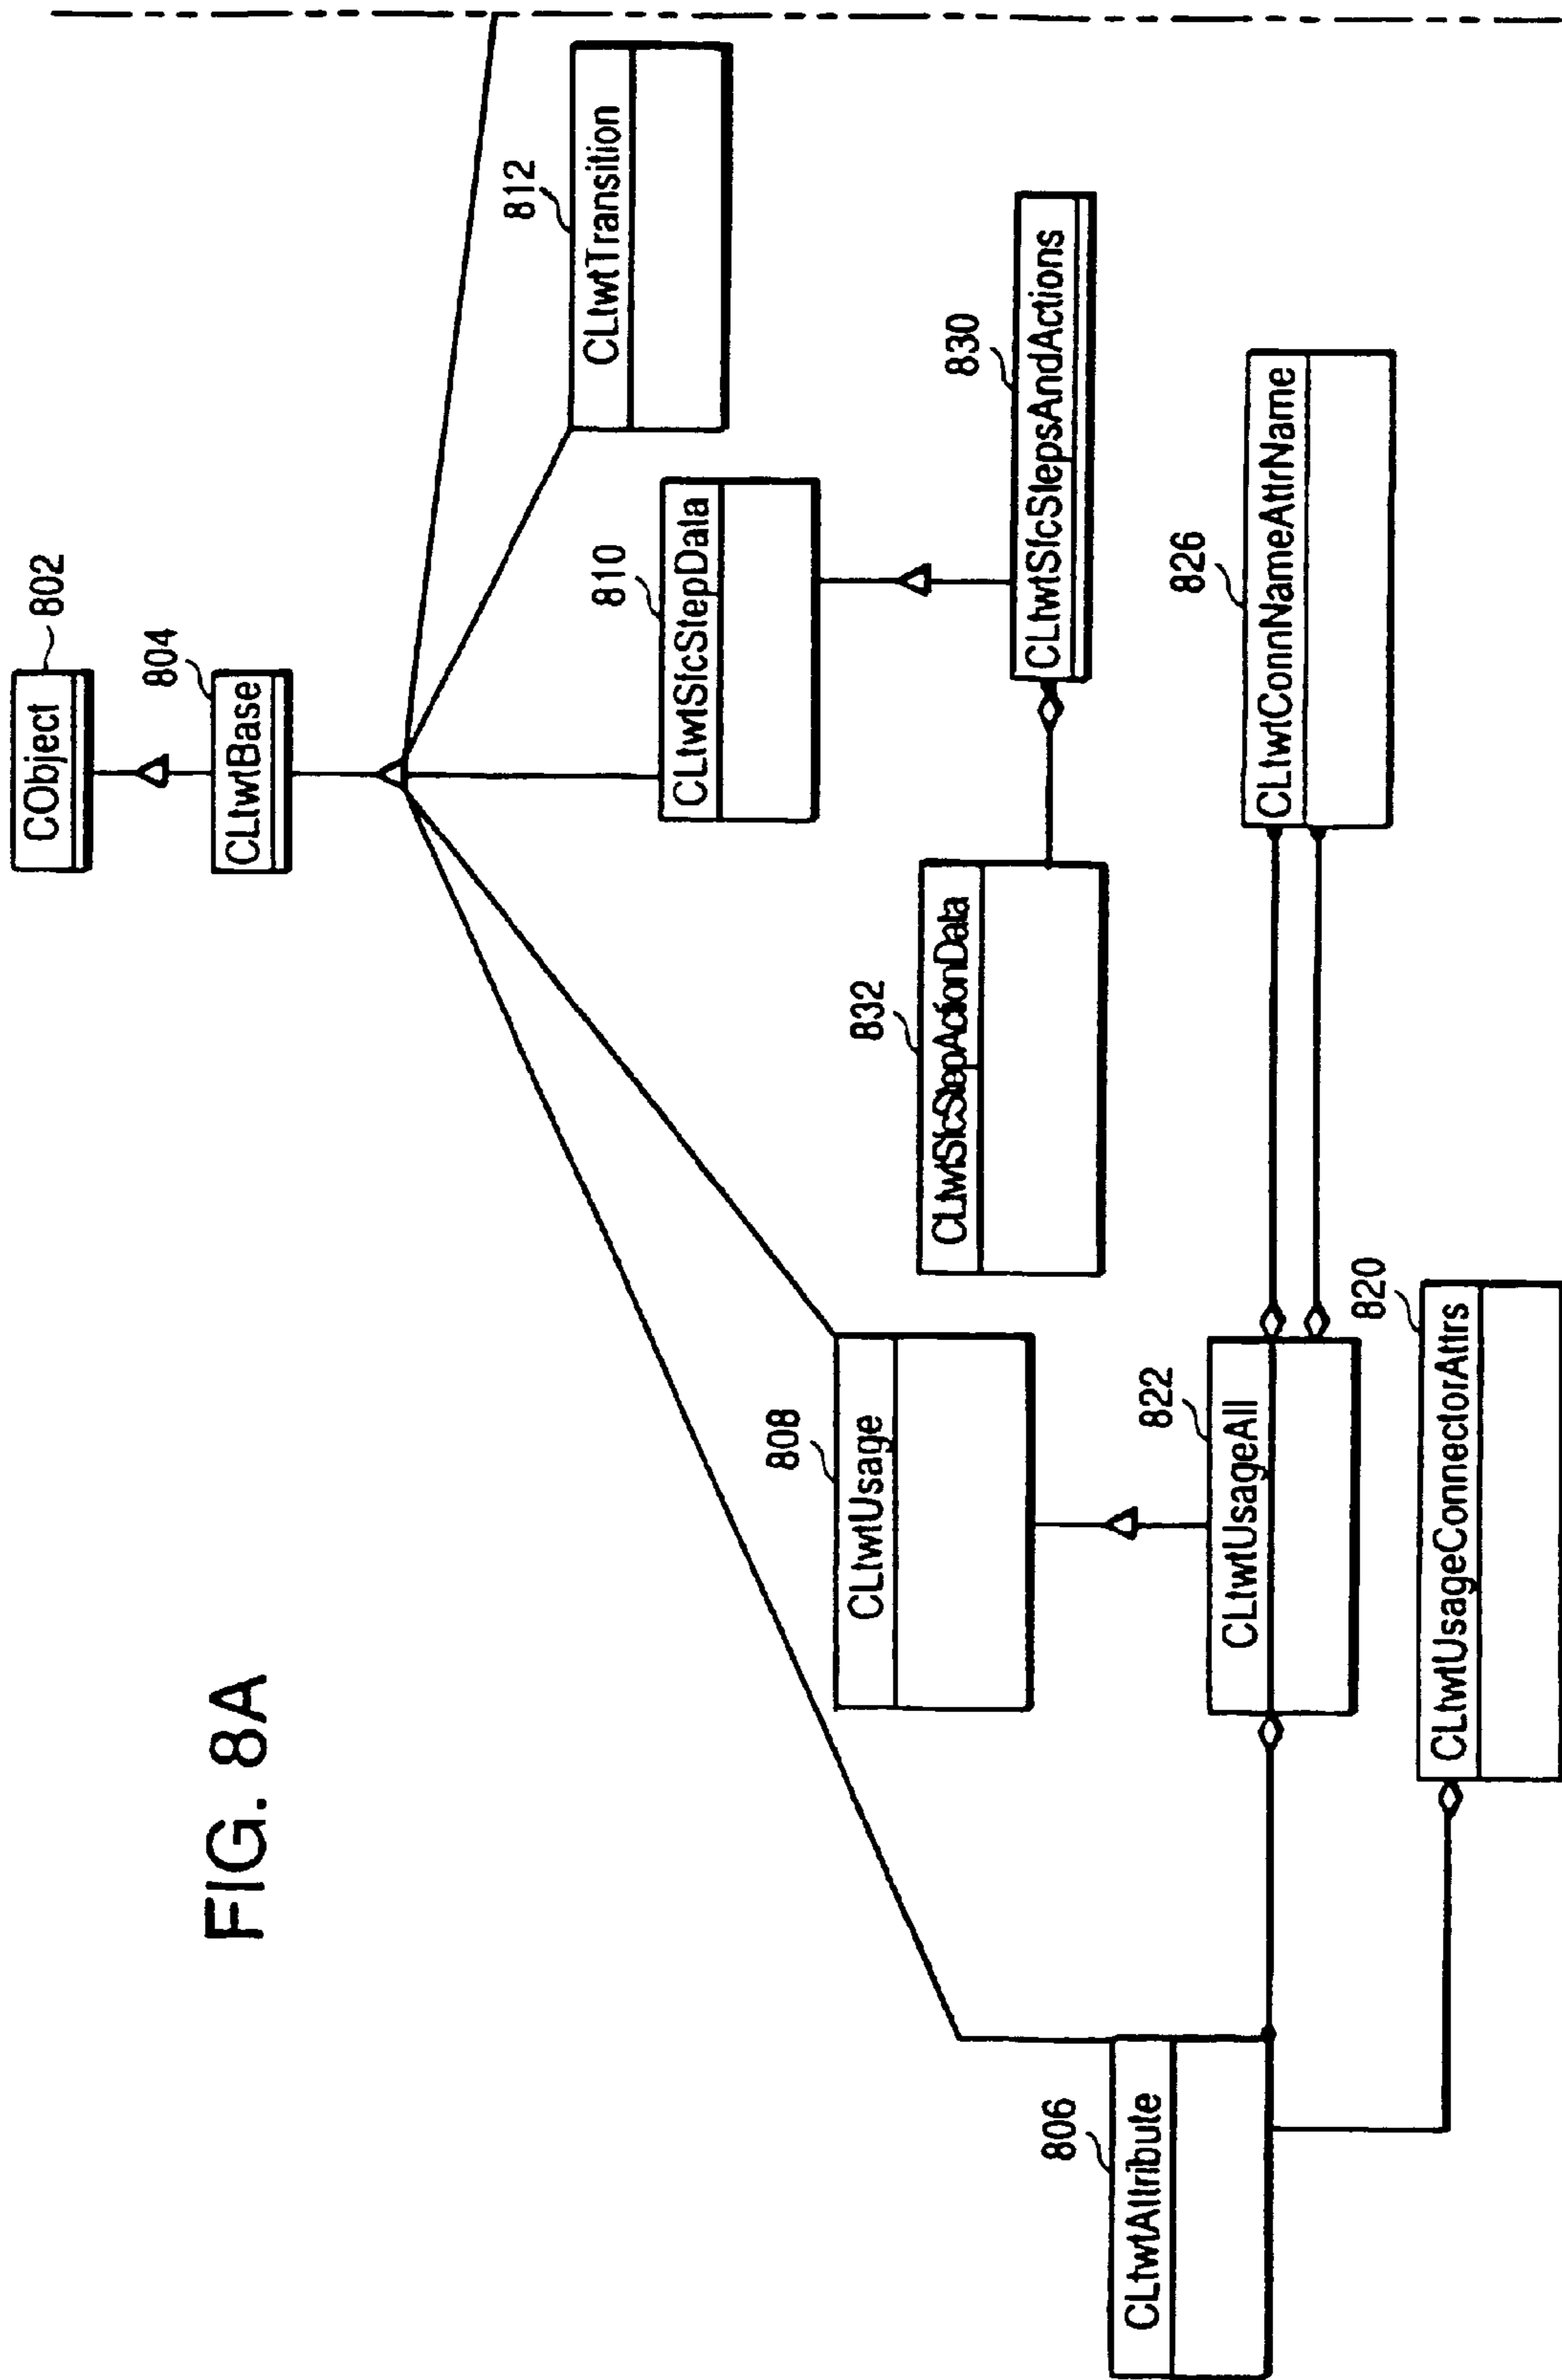 FIG. 8A
CObject
802
804
CLtwtBase
812
CLtwtTransition
810
CLtwtSfcStepData
830
CLtwtSfcStepsAndActions
832
CLtwtSfcStepActionData
808
CLtwtUsage
826
CLtwtConnNameAttrName
822
CLtwtUsageAll
820
CLtwtUsageConnectorAttrs
806
CLtwtAttribute